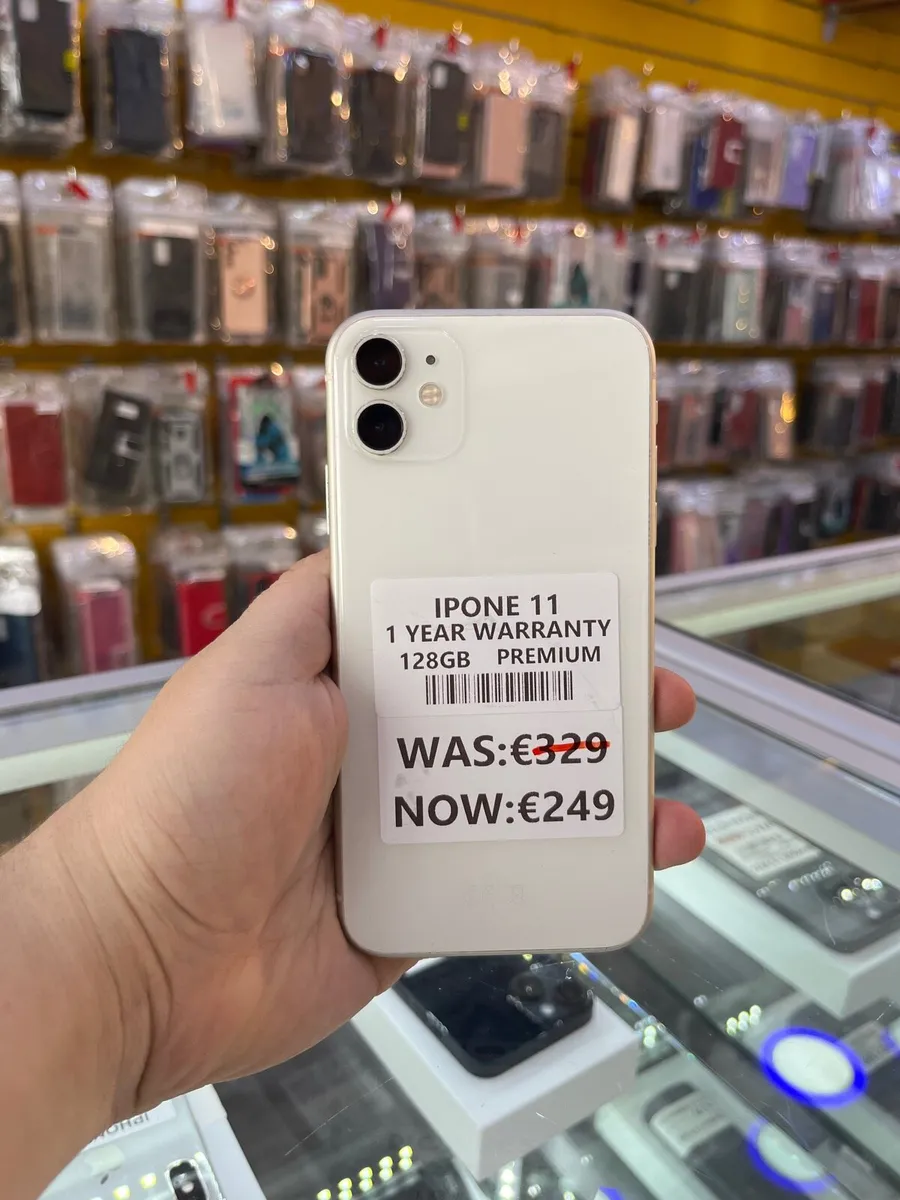 IPONE 11
1 YEAR WARRANTY
128GB PREMIUM
WAS:€329
NOW:€249